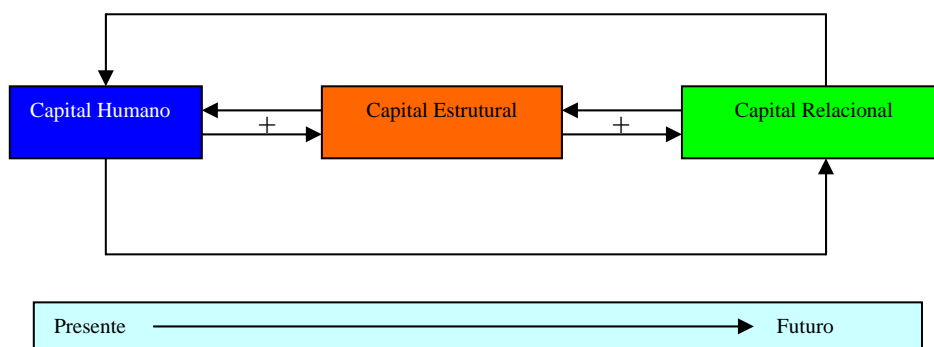 Capital Humano
+
Capital Estrutural
+
Capital Relacional
Presente
Futuro